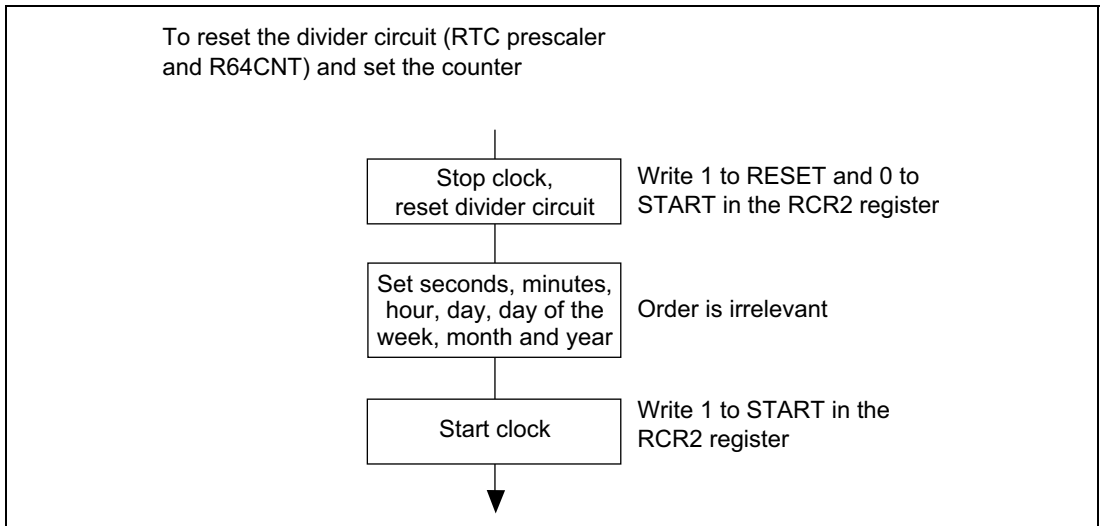 To reset the divider circuit (RTC prescaler
and R64CNT) and set the counter
Stop clock,
reset divider circuit
Write 1 to RESET and 0 to
START in the RCR2 register
Set seconds, minutes,
hour, day, day of the
week, month and year
Order is irrelevant
Start clock
Write 1 to START in the
RCR2 register